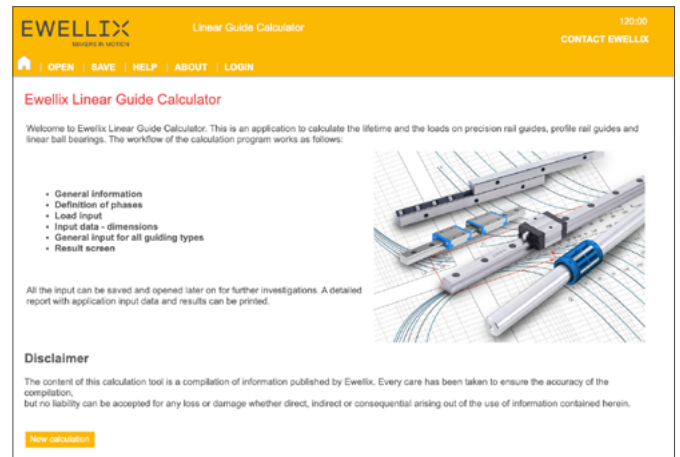 EWELLIX
MAKERS IN MOTION
Linear Guide Calculator
120:00
CONTACT EWELLIX
| OPEN | SAVE | HELP | ABOUT | LOGIN
Ewellix Linear Guide Calculator
Welcome to Ewellix Linear Guide Calculator. This is an application to calculate the lifetime and the loads on precision rail guides, profile rail guides and
linear ball bearings. The workflow of the calculation program works as follows:
• General information
• Definition of phases
• Load input
• Input data - dimensions
• General input for all guiding types
• Result screen
All the input can be saved and opened later on for further investigations. A detailed
report with application input data and results can be printed.
Disclaimer
The content of this calculation tool is a compilation of information published by Ewellix. Every care has been taken to ensure the accuracy of the
compilation,
but no liability can be accepted for any loss or damage whether direct, indirect or consequential arising out of the use of information contained herein.
New calculation